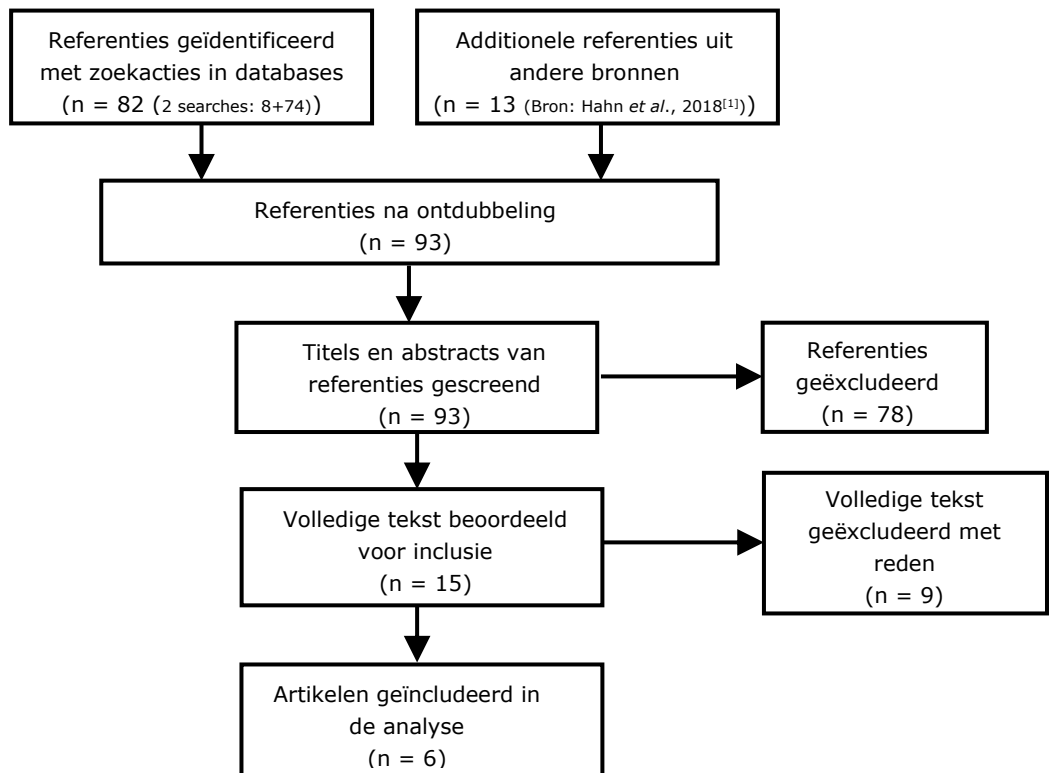 Referenties geïdentificeerd
met zoekacties in databases
(n = 82 (2 searches: 8+74))
Additionele referenties uit
andere bronnen
(n = 13 (Bron: Hahn et al., 2018[1]))
Referenties na ontdubbeling
(n = 93)
Titels en abstracts van
referenties gescreend
(n = 93)
Referenties
geëxcludeerd
(n = 78)
Volledige tekst beoordeeld
voor inclusie
(n = 15)
Volledige tekst
geëxcludeerd met
reden
(n = 9)
Artikelen geïncludeerd in
de analyse
(n = 6)